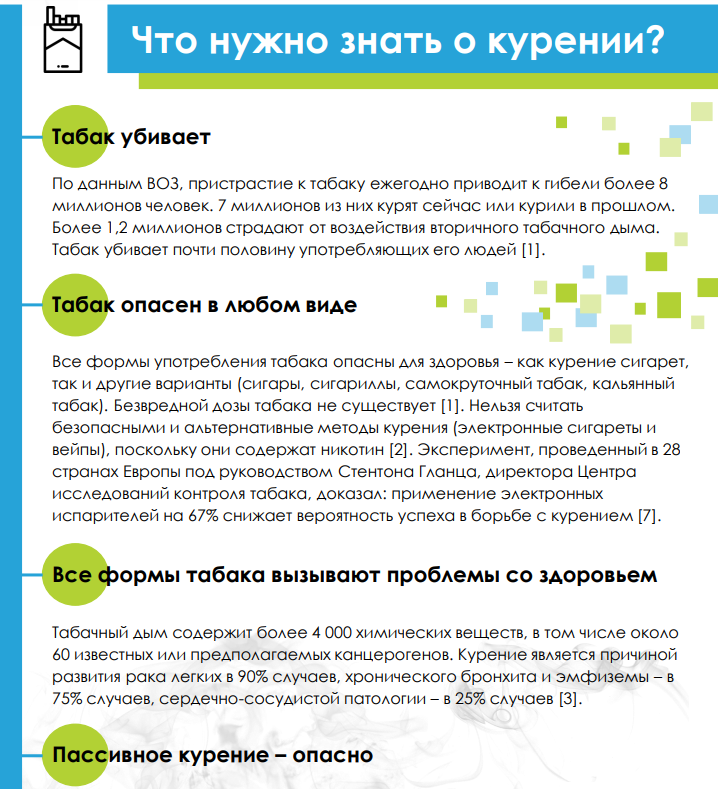 Что нужно знать о курении?
Табак убивает
По данным ВОЗ, пристрастие к табаку ежегодно приводит к гибели более 8
миллионов человек. 7 миллионов из них курят сейчас или курили в прошлом.
Более 1,2 миллионов страдают от воздействия вторичного табачного дыма.
Табак убивает почти половину употребляющих его людей [1].
Табак опасен в любом виде
Все формы употребления табака опасны для здоровья – как курение сигарет,
так и другие варианты (сигары, сигариллы, самокруточный табак, кальянный
табак). Безвредной дозы табака не существует [1]. Нельзя считать
безопасными и альтернативные методы курения (электронные сигареты и
вейпы), поскольку они содержат никотин [2]. Эксперимент, проведенный в 28
странах Европы под руководством Стентона Гланца, директора Центра
исследований контроля табака, доказал: применение электронных
испарителей на 67% снижает вероятность успеха в борьбе с курением [7].
Все формы табака вызывают проблемы со здоровьем
Табачный дым содержит более 4 000 химических веществ, в том числе около
60 известных или предполагаемых канцерогенов. Курение является причиной
развития рака легких в 90% случаев, хронического бронхита и эмфиземы – в
75% случаев, сердечно-сосудистой патологии – в 25% случаев [3].
Пассивное курение – опасно